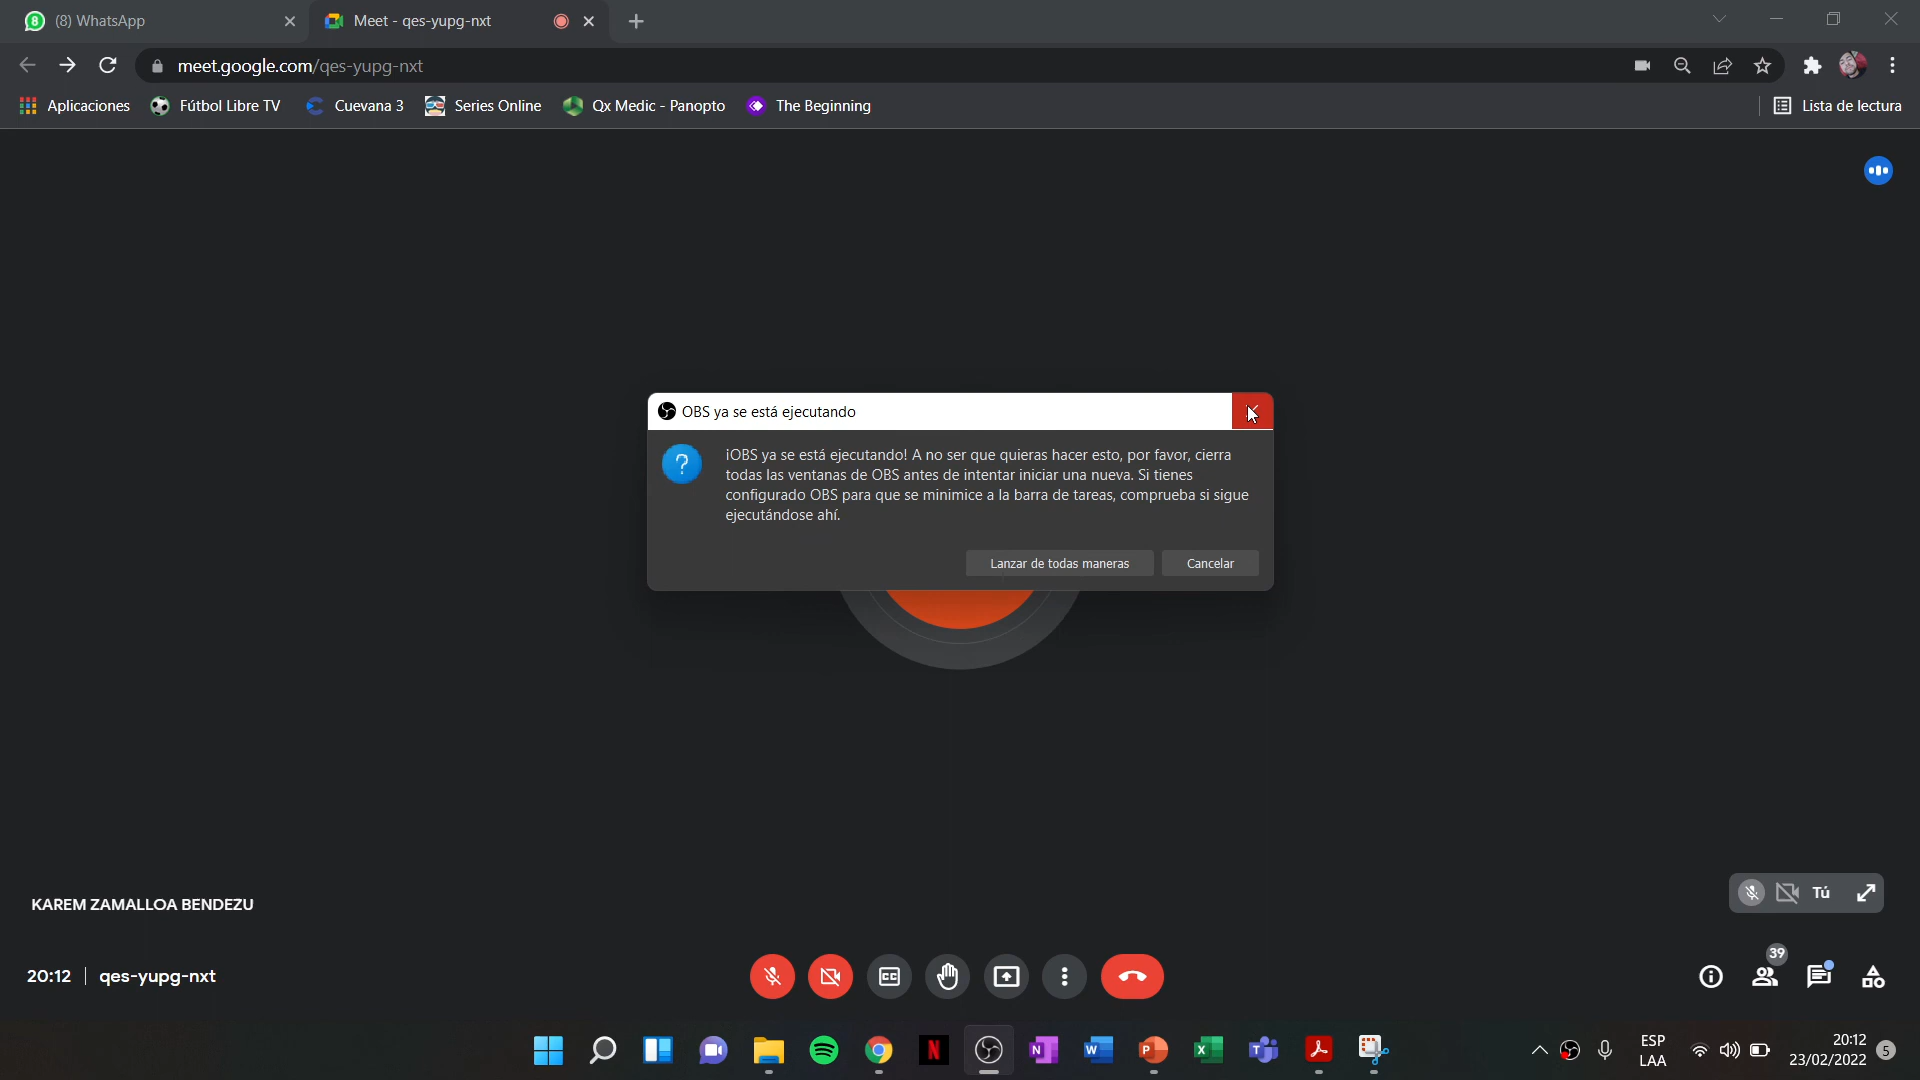 (8) WhatsApp
Meet - qes-yupg-nxt
meet.google.com/qes-yupg-nxt
Aplicaciones
Fútbol Libre TV
Cuevana 3
Series Online
Qx Medic - Panopto
The Beginning
Lista de lectura
OBS ya se está ejecutando
¡OBS ya se está ejecutando! A no ser que quieras hacer esto, por favor, cierra
todas las ventanas de OBS antes de intentar iniciar una nueva. Si tienes
configurado OBS para que se minimice a la barra de tareas, comprueba si sigue
ejecutándose ahí.
Lanzar de todas maneras
Cancelar
KAREM ZAMALLOA BENDEZU
Tú
20:12 | qes-yupg-nxt
39
ESP
LAA
20:12
23/02/2022
5